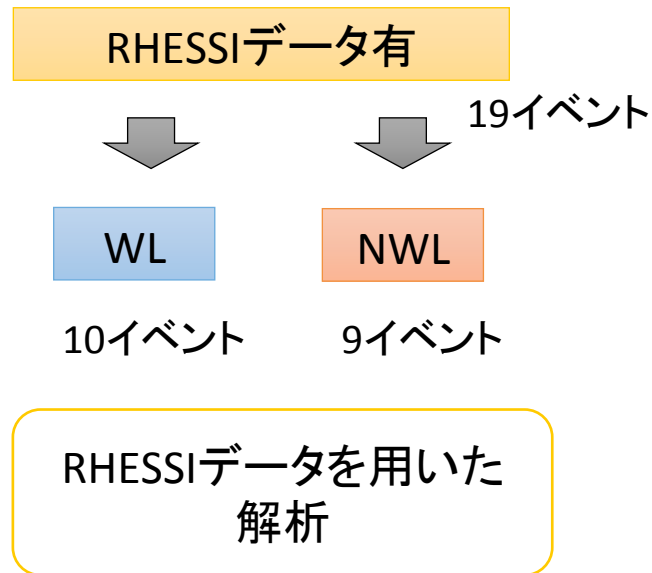 RHESSIデータ有
19イベント
WL
NWL
10イベント
9イベント
RHESSIデータを用いた
解析